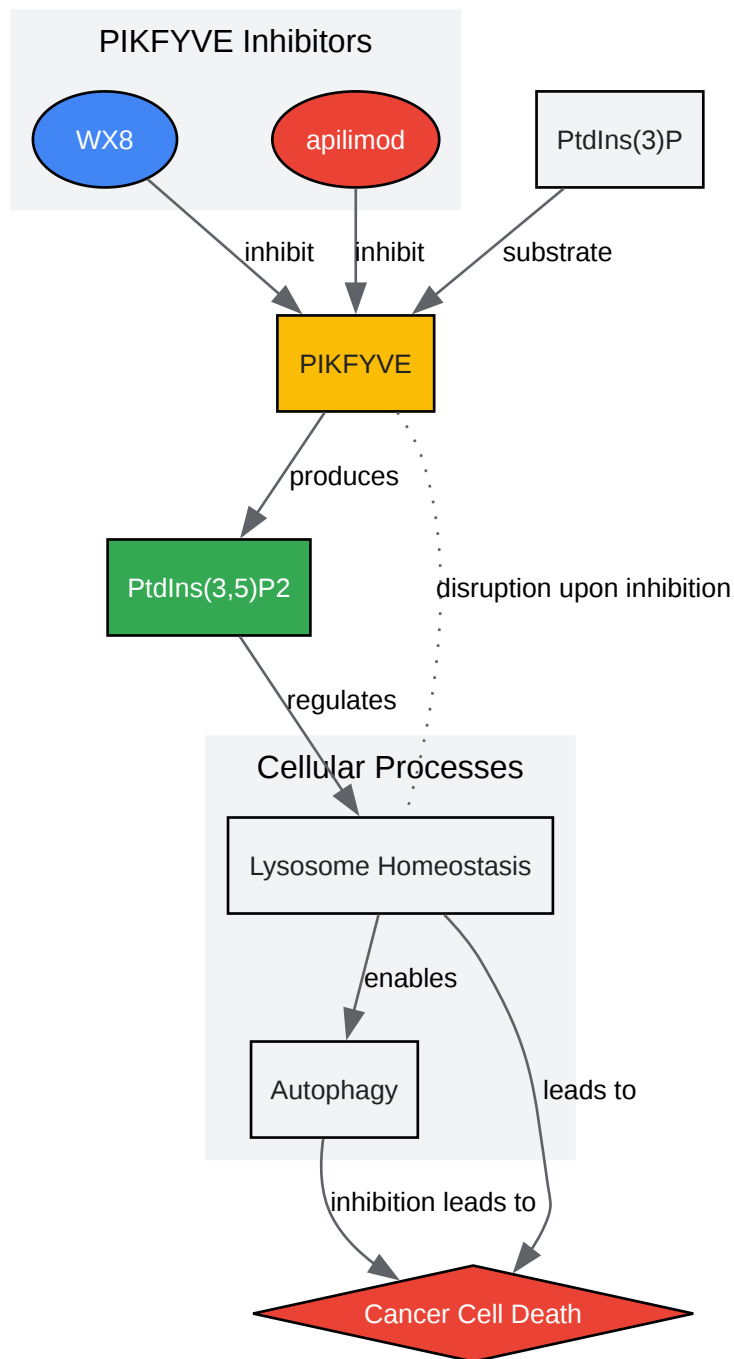 PIKFYVE Inhibitors
WX8
apilimod
PtdIns(3)P
inhibit
inhibit
substrate
PIKFYVE
produces
PtdIns(3,5)P2
disruption upon inhibition
regulates
Cellular Processes
Lysosome Homeostasis
enables
Autophagy
leads to
inhibition leads to
Cancer Cell Death